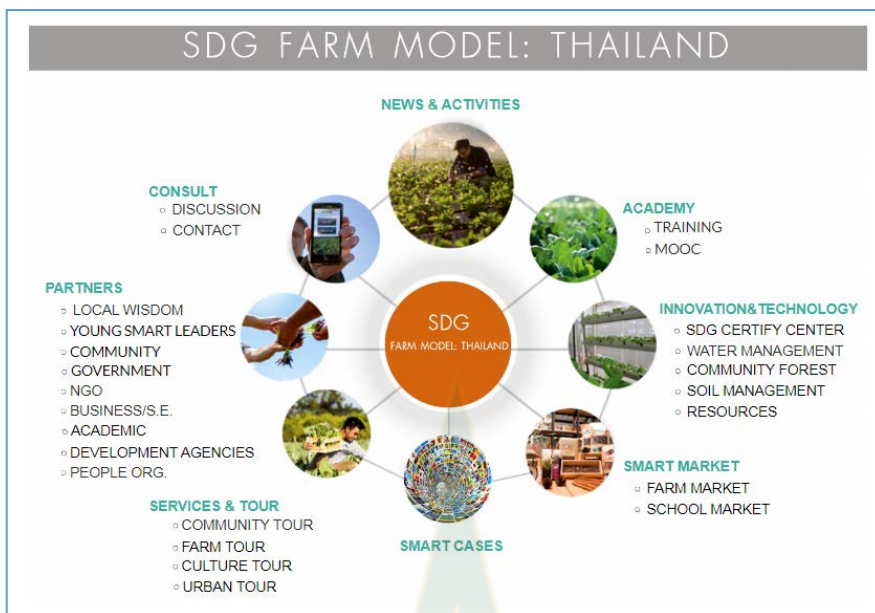 SDG FARM MODEL: THAILAND
NEWS & ACTIVITIES
CONSULT
DISCUSSION
CONTACT
ACADEMY
TRAINING
MOOC
PARTNERS
LOCAL WISDOM
YOUNG SMART LEADERS
COMMUNITY
GOVERNMENT
NGO
BUSINESS/S.E.
ACADEMIC
DEVELOPMENT AGENCIES
PEOPLE ORG.
SDG
FARM MODEL: THAILAND
INNOVATION&TECHNOLOGY
SDG CERTIFY CENTER
WATER MANAGEMENT
COMMUNITY FOREST
SOIL MANAGEMENT
RESOURCES
SMART MARKET
FARM MARKET
SCHOOL MARKET
SERVICES & TOUR
COMMUNITY TOUR
FARM TOUR
CULTURE TOUR
URBAN TOUR
SMART CASES